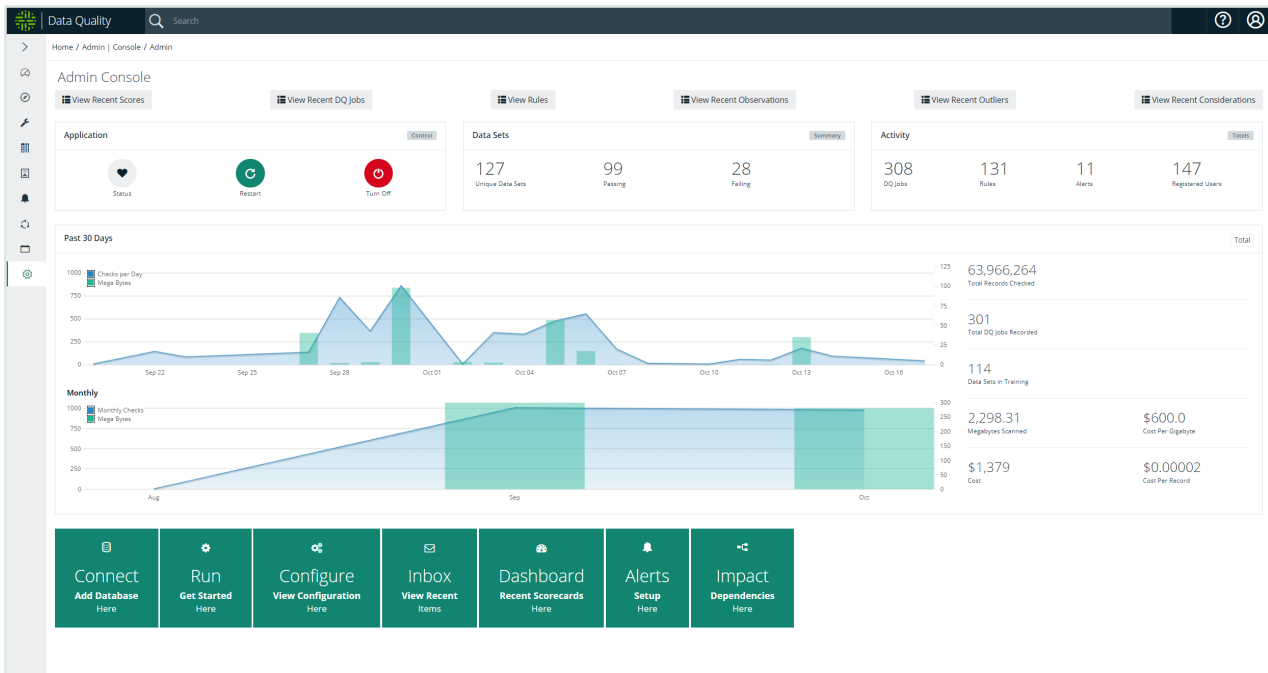 Data Quality
Search
Home / Admin | Console / Admin
Admin Console
View Recent Scores
View Recent DQ Jobs
View Rules
View Recent Observations
View Recent Outliers
View Recent Considerations
Application
Control
Status
Restart
Turn Off
Data Sets
Summary
127
Unique Data Sets
99
Passing
28
Failing
Activity
Totals
308
DQ Jobs
131
Rules
11
Alerts
147
Registered Users
Past 30 Days
Total
1000
750
500
250
0
Checks per Day
Mega Bytes
125
100
75
50
25
0
Sep 22
Sep 25
Sep 28
Oct 01
Oct 04
Oct 07
Oct 10
Oct 13
Oct 16
Monthly
1000
750
500
250
0
Monthly Checks
Mega Bytes
300
250
200
150
100
50
0
Aug
Sep
Oct
63,966,264
Total Records Checked
301
Total DQ Jobs Recorded
114
Data Sets in Training
2,298.31
Megabytes Scanned
$600.0
Cost Per Gigabyte
$1,379
Cost
$0.00002
Cost Per Record
Connect
Add Database
Here
Run
Get Started
Here
Configure
View Configuration
Here
Inbox
View Recent
Items
Dashboard
Recent Scorecards
Here
Alerts
Setup
Here
Impact
Dependencies
Here